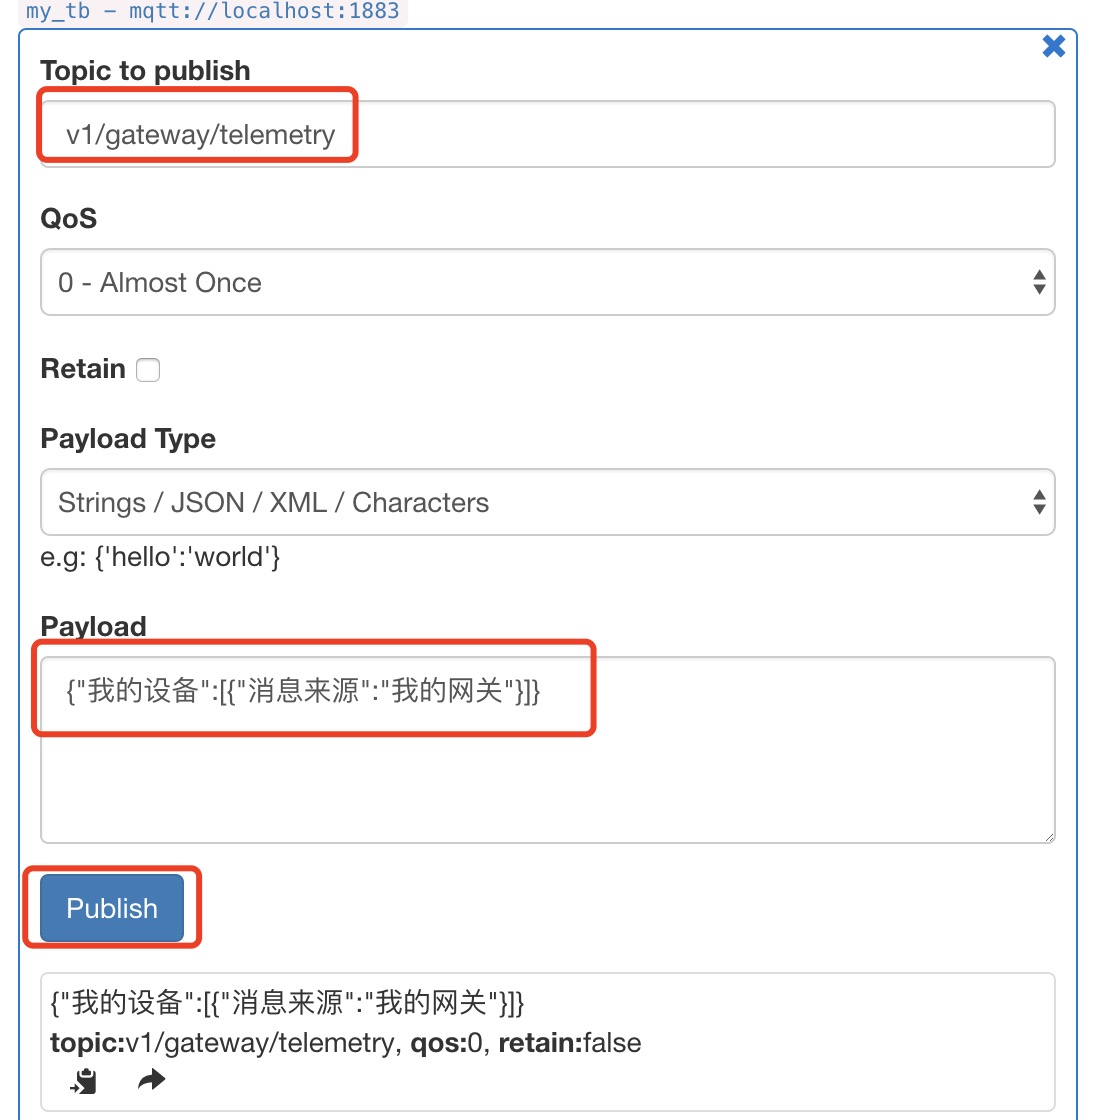 my_tb - mqtt://localhost:1883
Topic to publish
v1/gateway/telemetry
QoS
0 - Almost Once
Retain
Payload Type
Strings / JSON / XML / Characters
e.g: {'hello':'world'}
Payload
{"我的设备":[{"消息来源":"我的网关"}]}
Publish
{"我的设备":[{"消息来源":"我的网关"}]}
topic:v1/gateway/telemetry, qos:0, retain:false